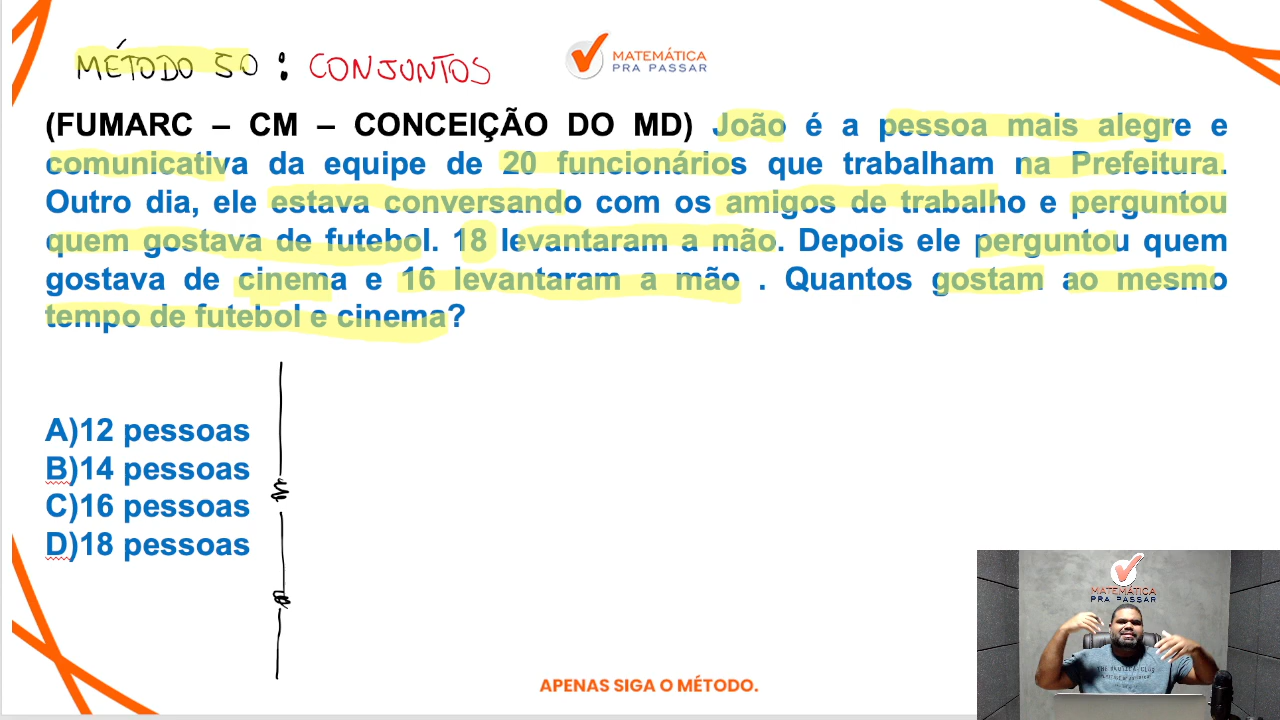 MÉTODO 50 : CONJUNTOS
MATEMÁTICA
PRA PASSAR
(FUMARC – CM – CONCEIÇÃO DO MD) João é a pessoa mais alegre e
comunicativa da equipe de 20 funcionários que trabalham na Prefeitura.
Outro dia, ele estava conversando com os amigos de trabalho e perguntou
quem gostava de futebol. 18 levantaram a mão. Depois ele perguntou quem
gostava de cinema e 16 levantaram a mão . Quantos gostam ao mesmo
tempo de futebol e cinema?
A)12 pessoas
B)14 pessoas
C)16 pessoas
D)18 pessoas
MATEMÁTICA
PRA PASSAR
APENAS SIGA O MÉTODO.